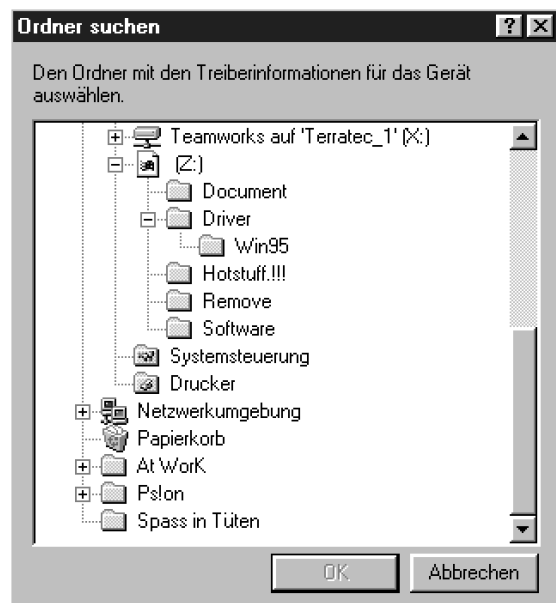 Ordner suchen
Den Ordner mit den Treiberinformationen für das Gerät
auswählen.
Teamworks auf 'Terratec_1' (X:)
(Z:)
Document
Driver
Win95
Hotstuff.!!!
Remove
Software
Systemsteuerung
Drucker
Netzwerkumgebung
Papierkorb
At WorK
Ps!on
Spass in Tüten
OK
Abbrechen